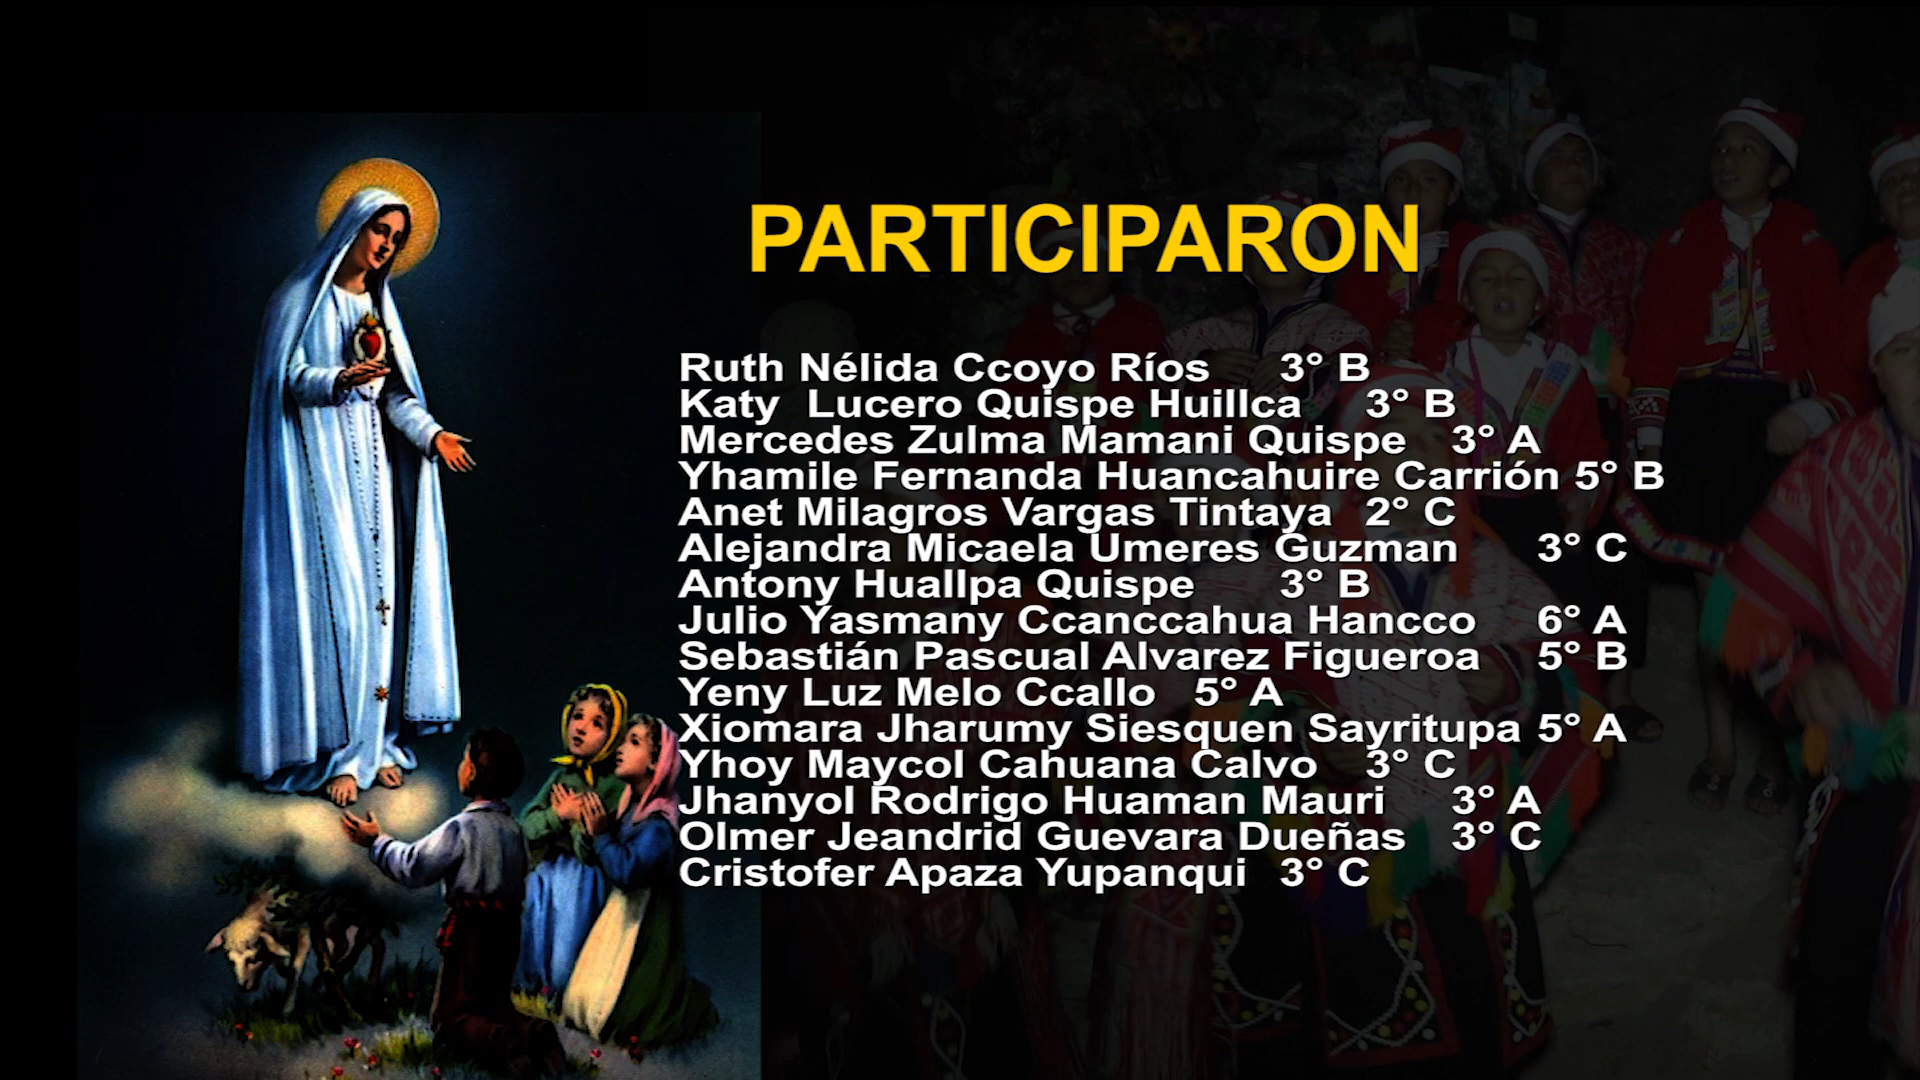 PARTICIPARON
Ruth Nélida Ccoyo Ríos 3° B
Katy Lucero Quispe Huillca 3° B
Mercedes Zulma Mamani Quispe 3° A
Yhamile Fernanda Huancahuire Carrión 5° B
Anet Milagros Vargas Tintaya 2° C
Alejandra Micaela Umeres Guzman 3° C
Antony Huallpa Quispe 3° B
Julio Yasmany Ccanccahua Hancco 6° A
Sebastián Pascual Alvarez Figueroa 5° B
Yeny Luz Melo Ccallo 5° A
Xiomara Jharumy Siesquen Sayritupa 5° A
Yhoy Maycol Cahuana Calvo 3° C
Jhanyol Rodrigo Huaman Mauri 3° A
Olmer Jeandrid Guevara Dueñas 3° C
Cristofer Apaza Yupanqui 3° C